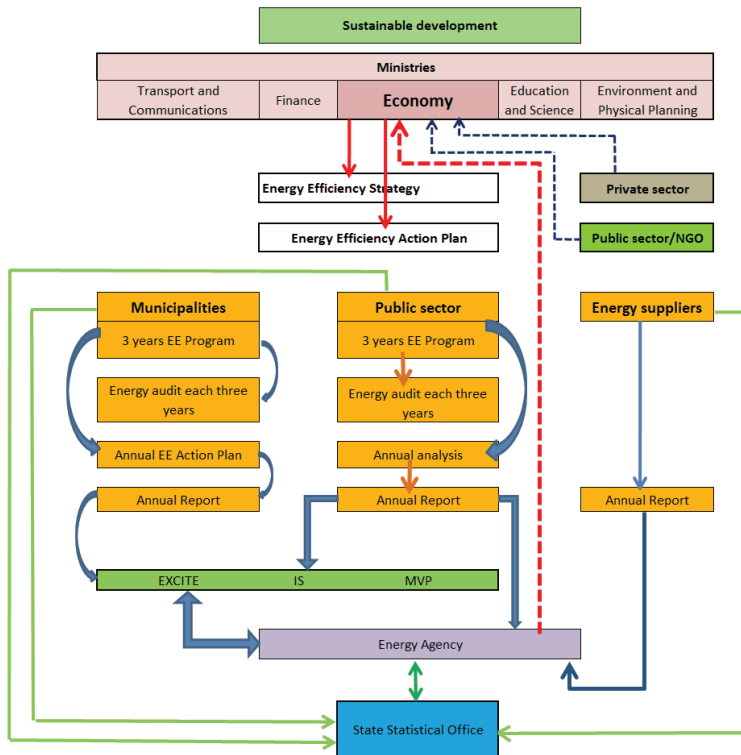 Sustainable development
Ministries
Transport and
Communications
Finance
Economy
Education
and Science
Environment and
Physical Planning
Energy Efficiency Strategy
Private sector
Energy Efficiency Action Plan
Public sector/NGO
Municipalities
Public sector
Energy suppliers
3 years EE Program
3 years EE Program
Energy audit each three
years
Energy audit each three
years
Annual EE Action Plan
Annual analysis
Annual Report
Annual Report
Annual Report
EXCITE IS MVP
Energy Agency
State Statistical Office